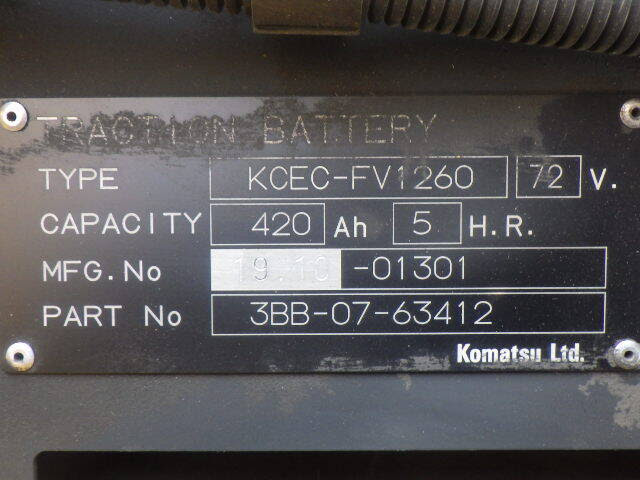 TRACTION BATTERY
TYPE KCEC-FV1260 72 V.
CAPACITY 420 Ah 5 H.R.
MFG.No 19.10 -01301
PART No 3BB-07-63412
Komatsu Ltd.